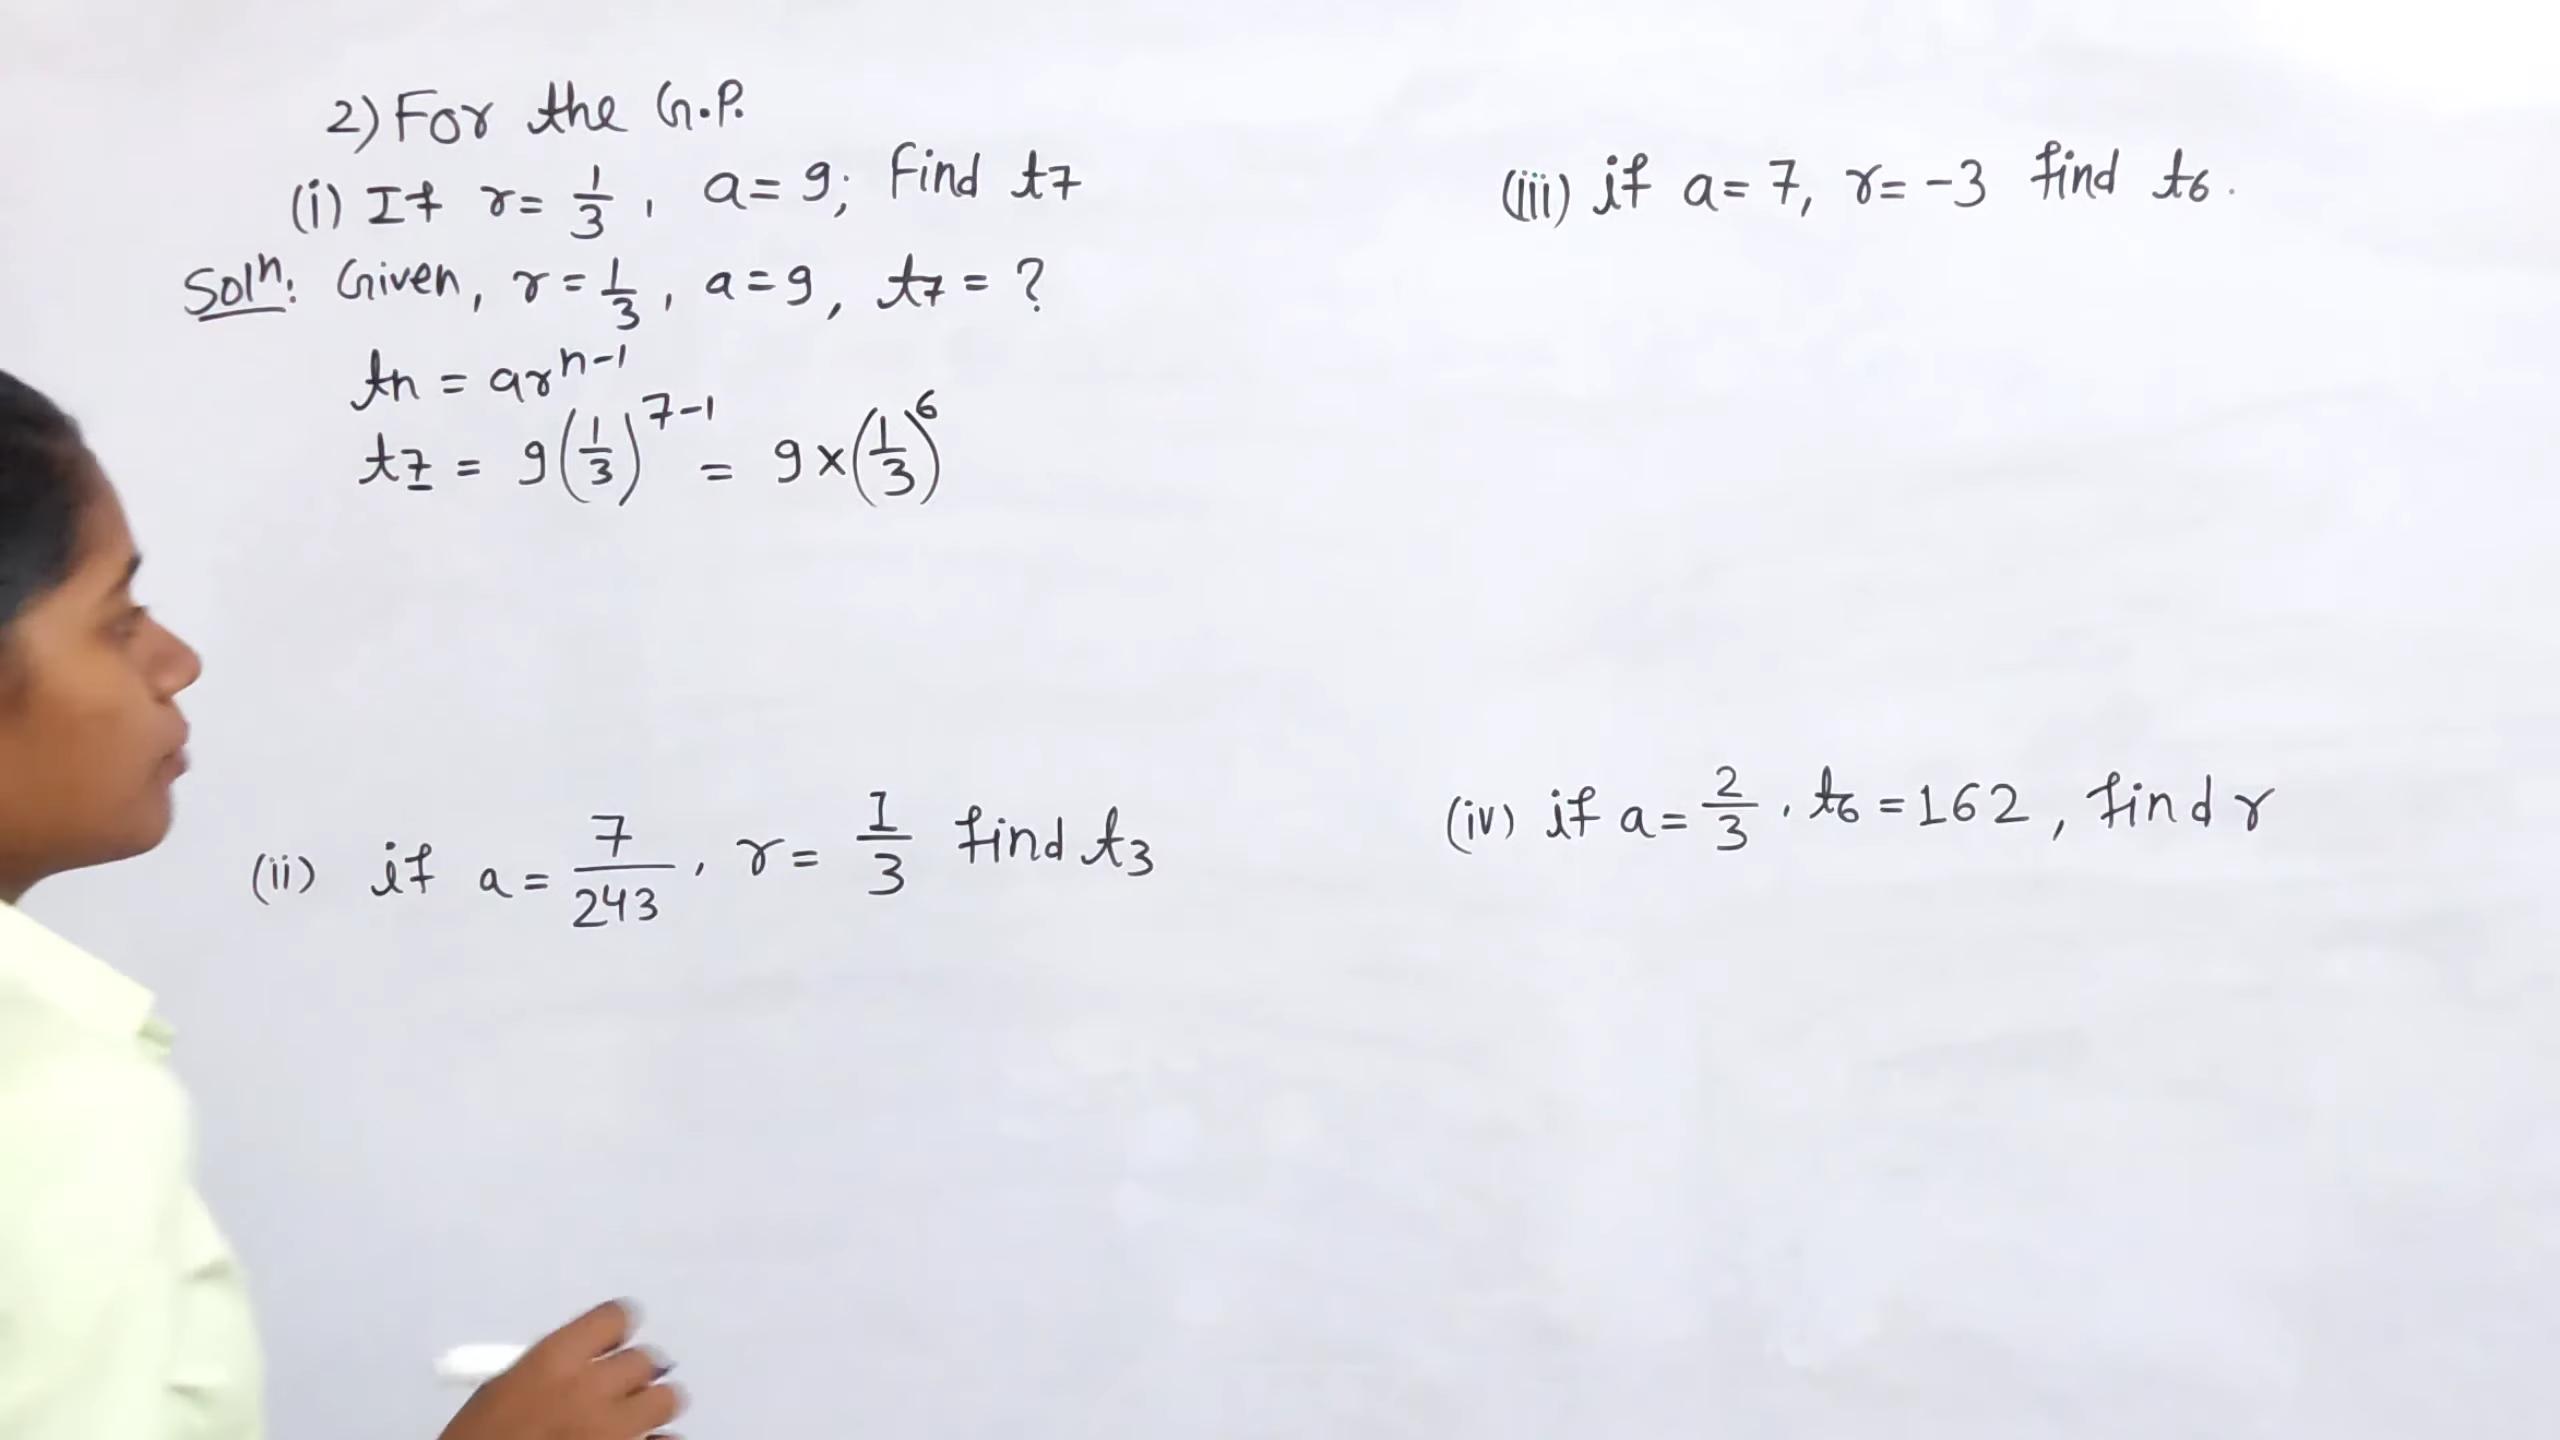 2) For the G.P.
(i) If r = 1/3, a = 9; Find t7
Solⁿ: Given, r = 1/3, a = 9, t7 = ?
tn = arⁿ⁻¹
t7 = 9(1/3)⁷⁻¹ = 9 × (1/3)⁶
(ii) if a = 7/243, r = 1/3 find t3
(iii) if a = 7, r = -3 find t6.
(iv) if a = 2/3, t6 = 162, find r